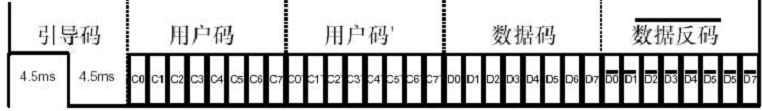 引导码 用户码 用户码' 数据码 数据反码
4.5ms 4.5ms C0 C1 C2 C3 C4 C5 C6 C7 C0' C1' C2' C3' C4' C5' C6' C7' D0 D1 D2 D3 D4 D5 D6 D7 D0 D1 D2 D3 D4 D5 D5 D7